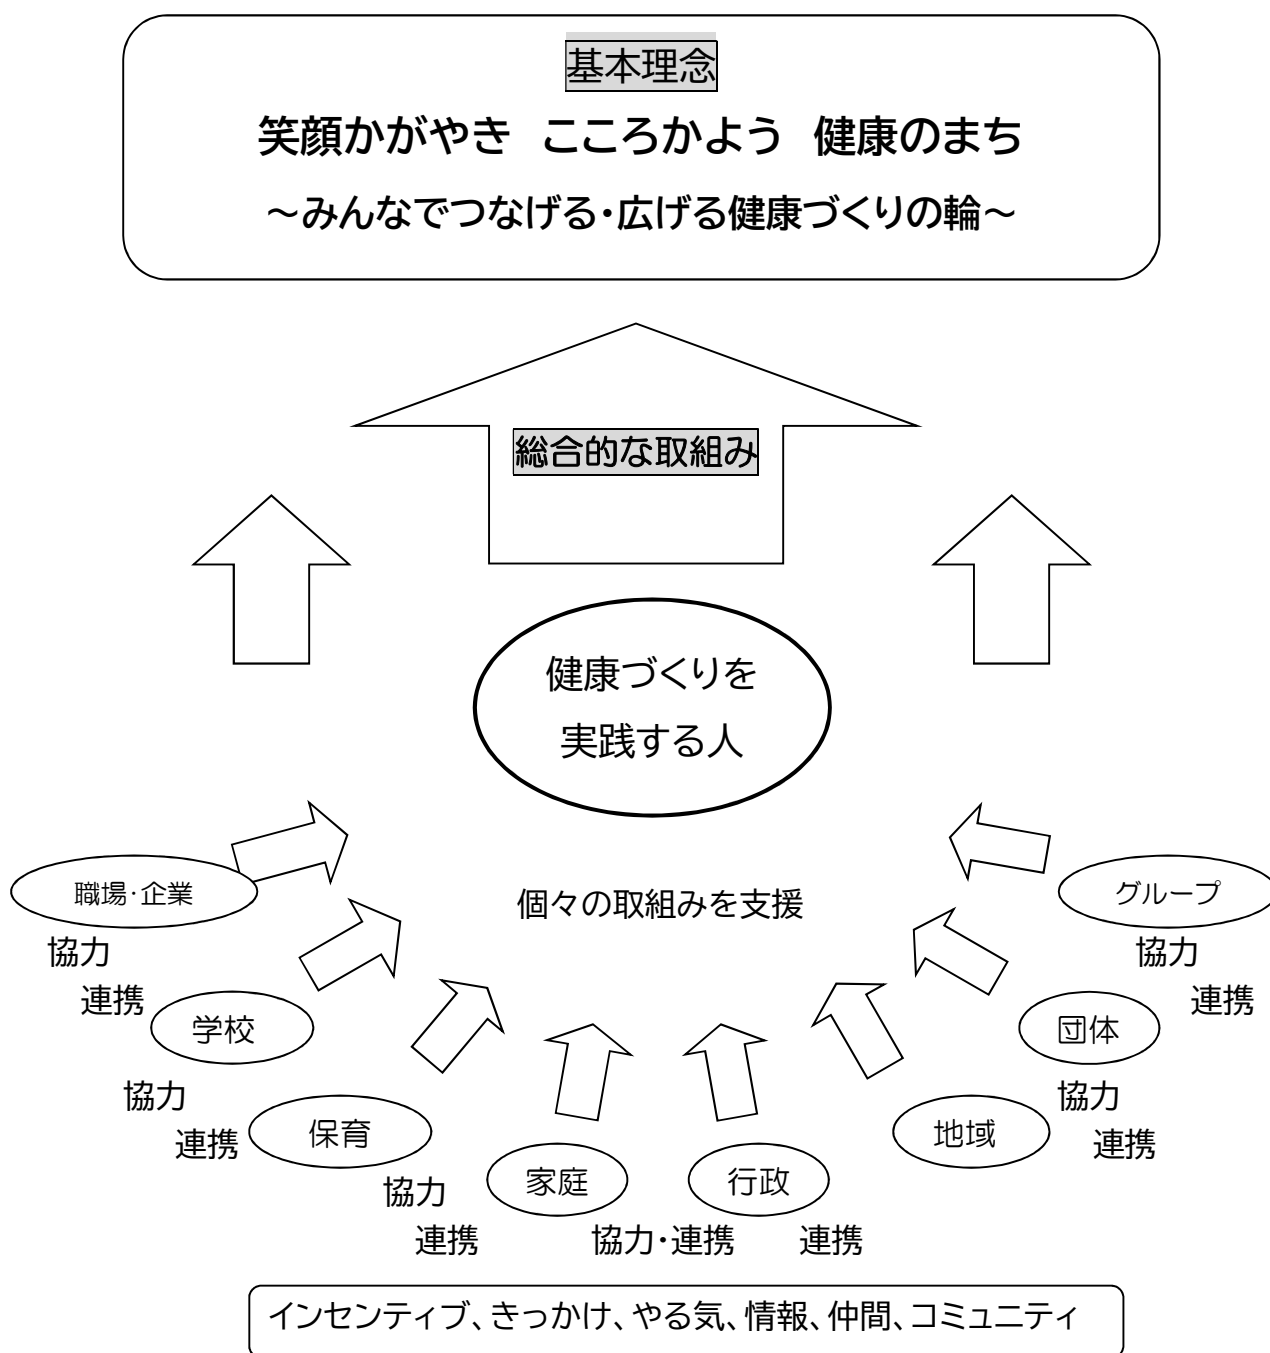 基本理念
笑顔かがやき　こころかよう　健康のまち
～みんなでつなげる・広げる健康づくりの輪～
総合的な取組み
健康づくりを
実践する人
職場・企業
グループ
個々の取組みを支援
協力
協力
連携
連携
学校
団体
協力
協力
保育
地域
連携
連携
家庭
行政
協力
連携
協力・連携
連携
インセンティブ、きっかけ、やる気、情報、仲間、コミュニティ